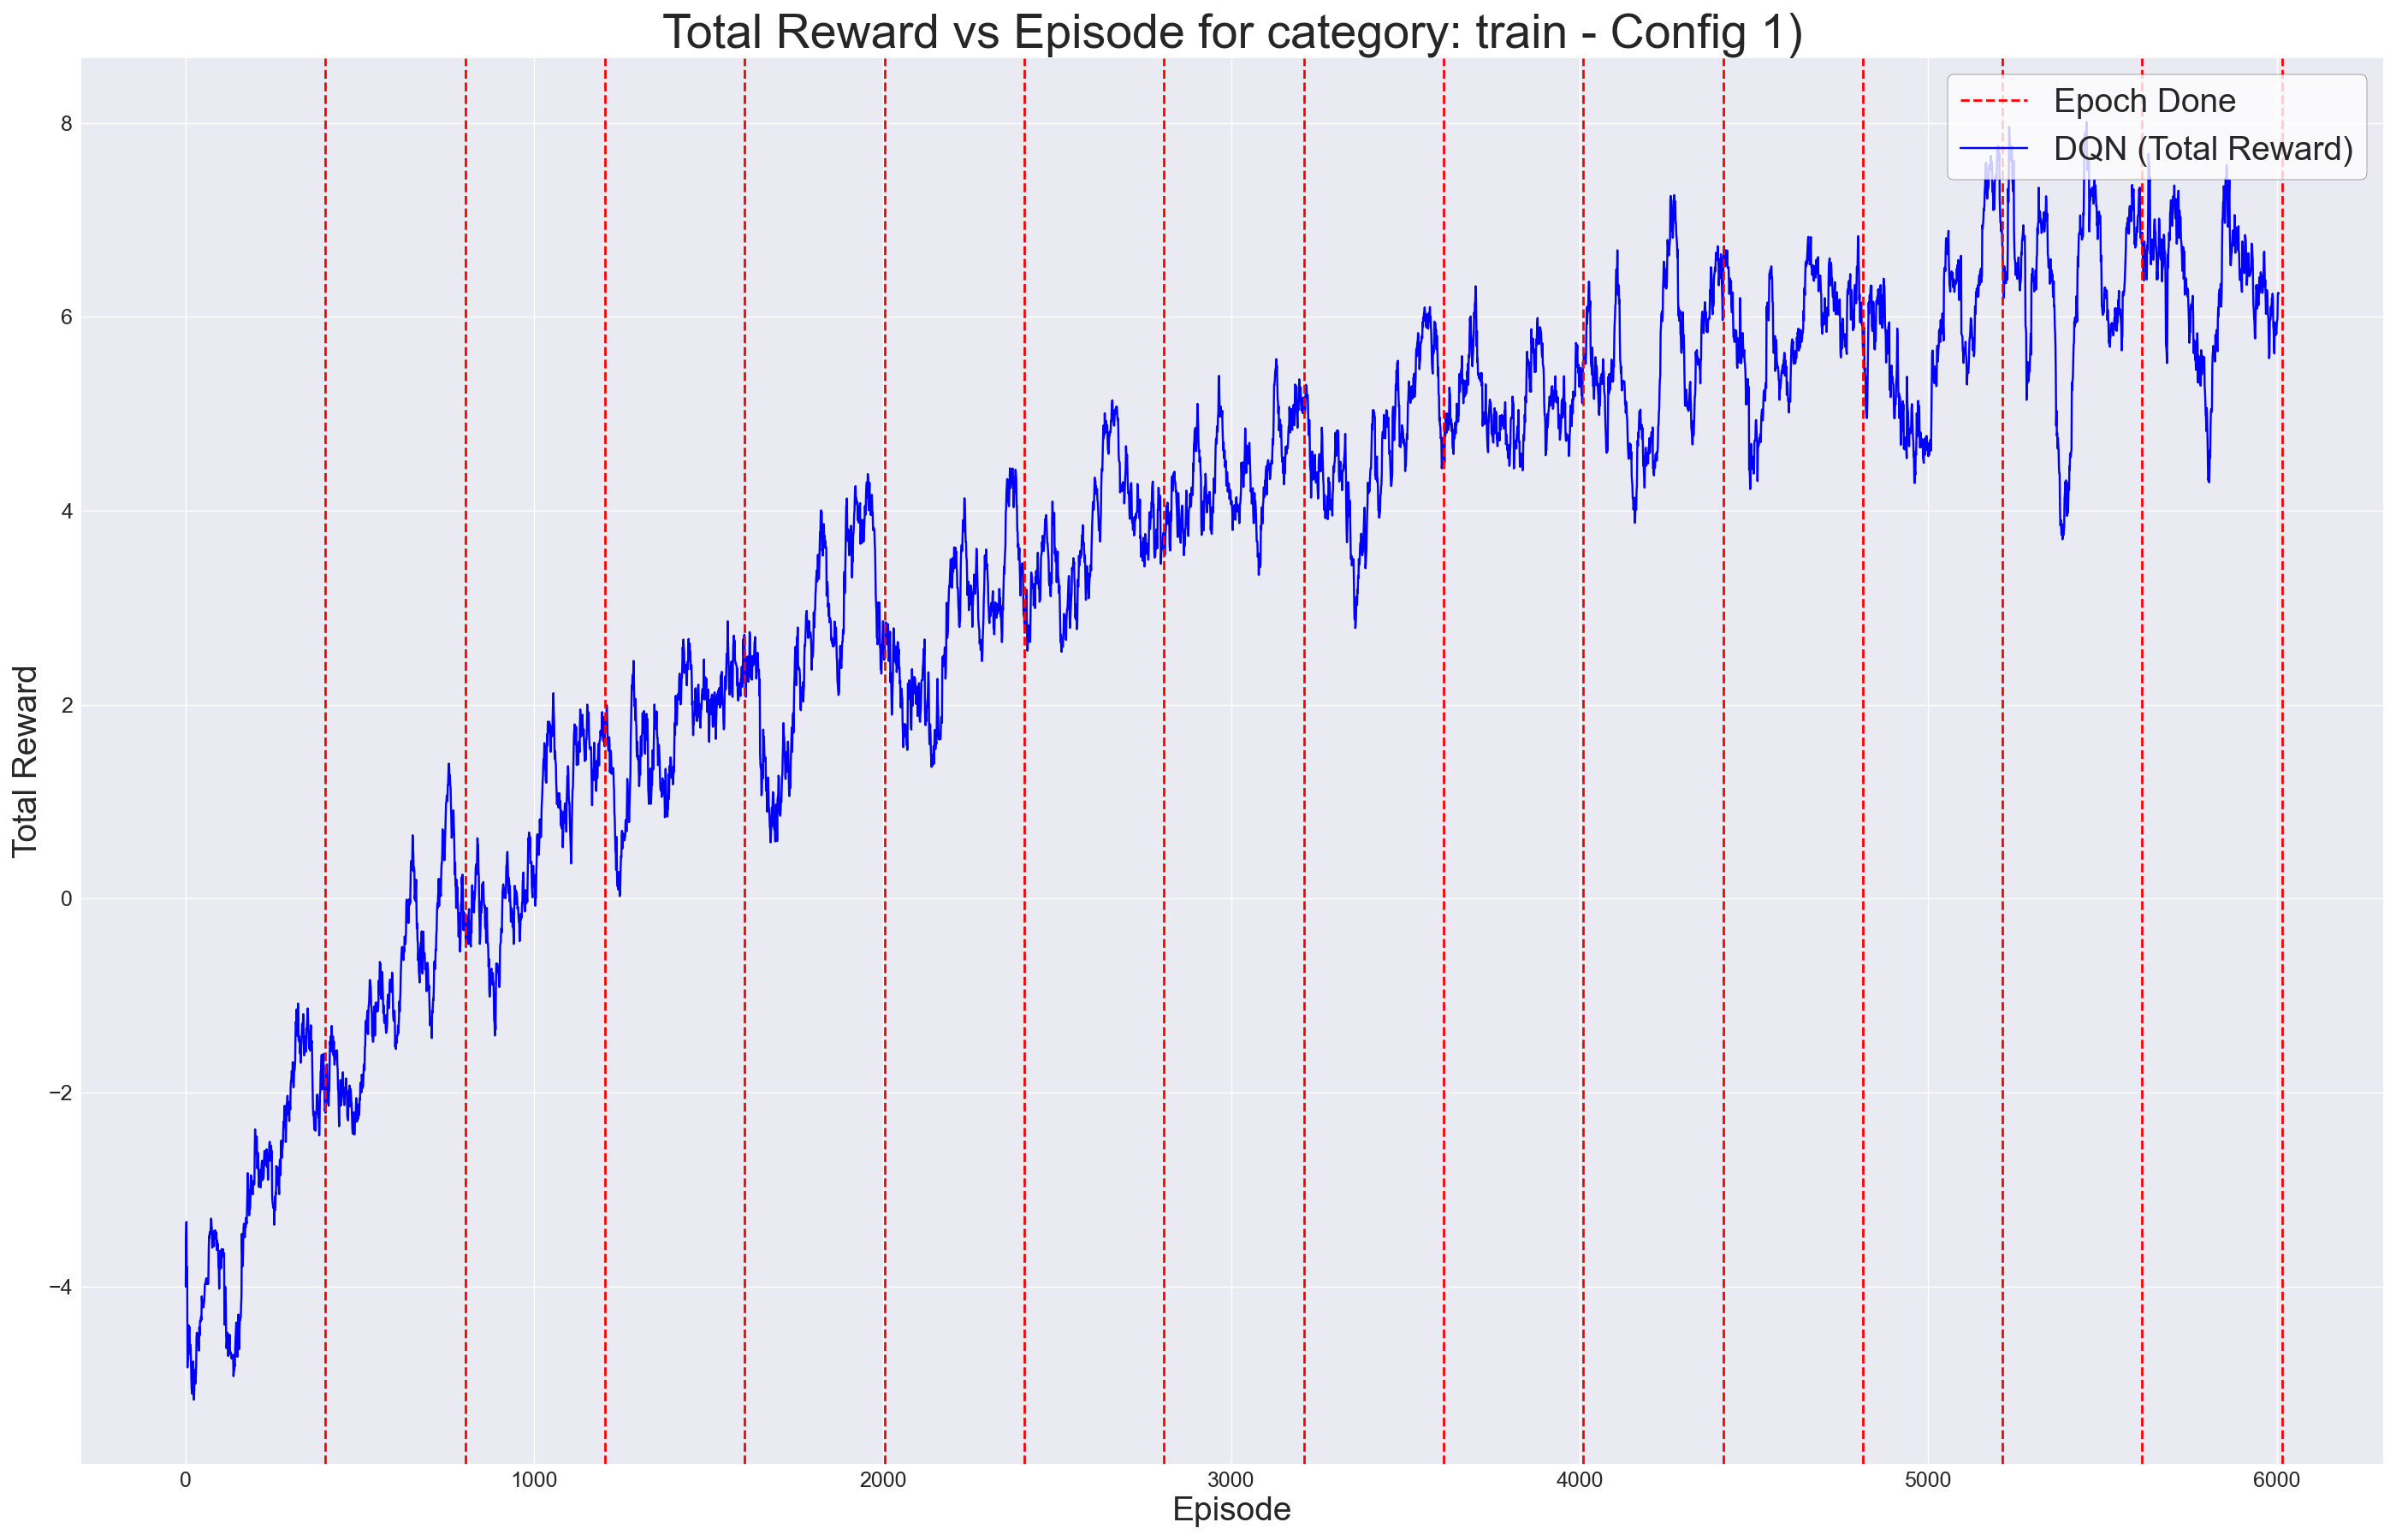 Total Reward vs Episode for category: train - Config 1)
Epoch Done
DQN (Total Reward)
Total Reward
8
6
4
2
0
−2
−4
0 1000 2000 3000 4000 5000 6000
Episode